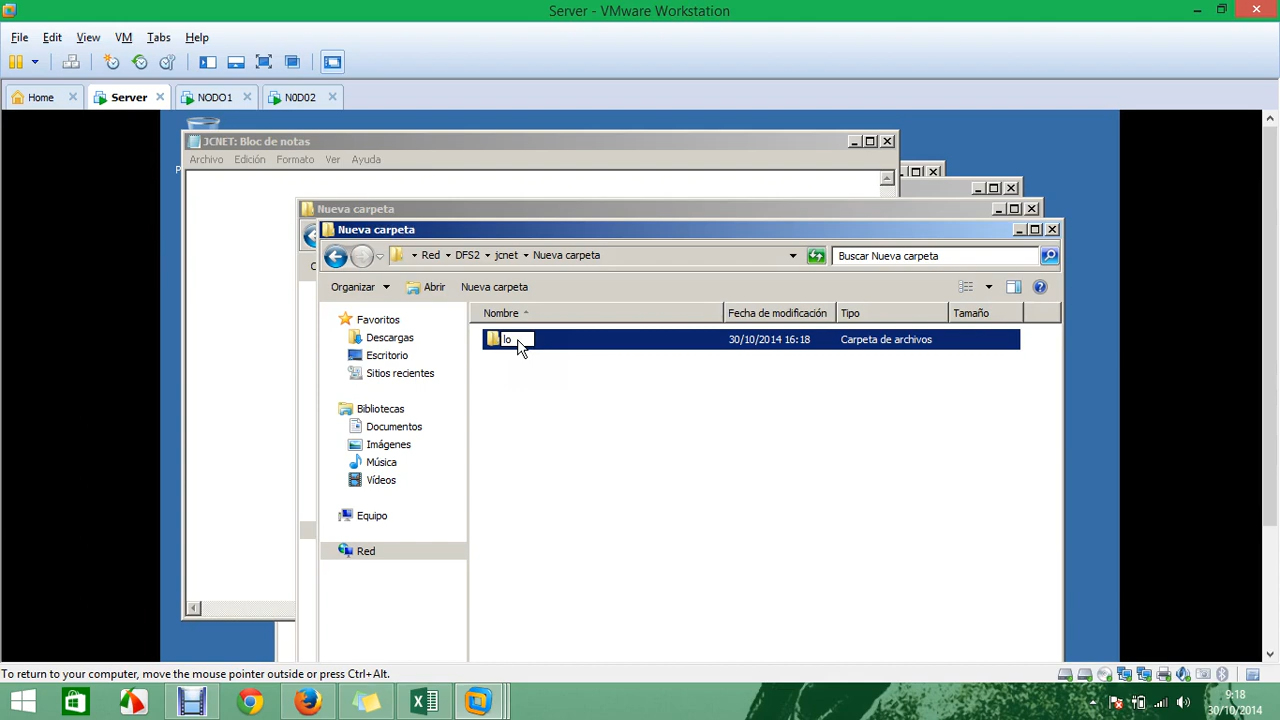 Server - VMware Workstation
File Edit View VM Tabs Help
Home Server NODO1 N0D02
JCNET: Bloc de notas
Archivo Edición Formato Ver Ayuda
Nueva carpeta
Nueva carpeta
Red DFS2 jcnet Nueva carpeta Buscar Nueva carpeta
Organizar Abrir Nueva carpeta
Nombre Fecha de modificación Tipo Tamaño
lo 30/10/2014 16:18 Carpeta de archivos
Favoritos
Descargas
Escritorio
Sitios recientes
Bibliotecas
Documentos
Imágenes
Música
Vídeos
Equipo
Red
To return to your computer, move the mouse pointer outside or press Ctrl+Alt.
9:18
30/10/2014